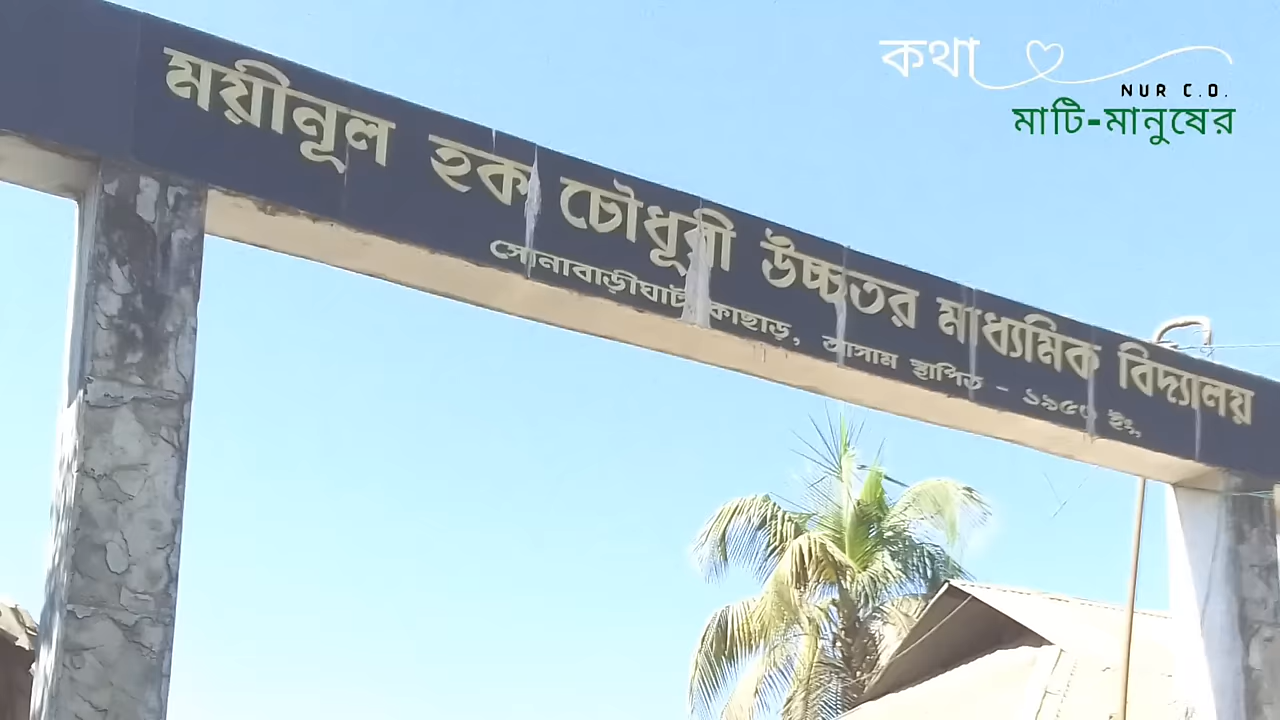 কথা
NUR C.O.
মাটি-মানুষের
ময়ীনূল হক চৌধূরী উচ্চতর মাধ্যমিক বিদ্যালয়
সোনাবাড়ীঘাট কাছাড়, আসাম স্থাপিত - ইং,